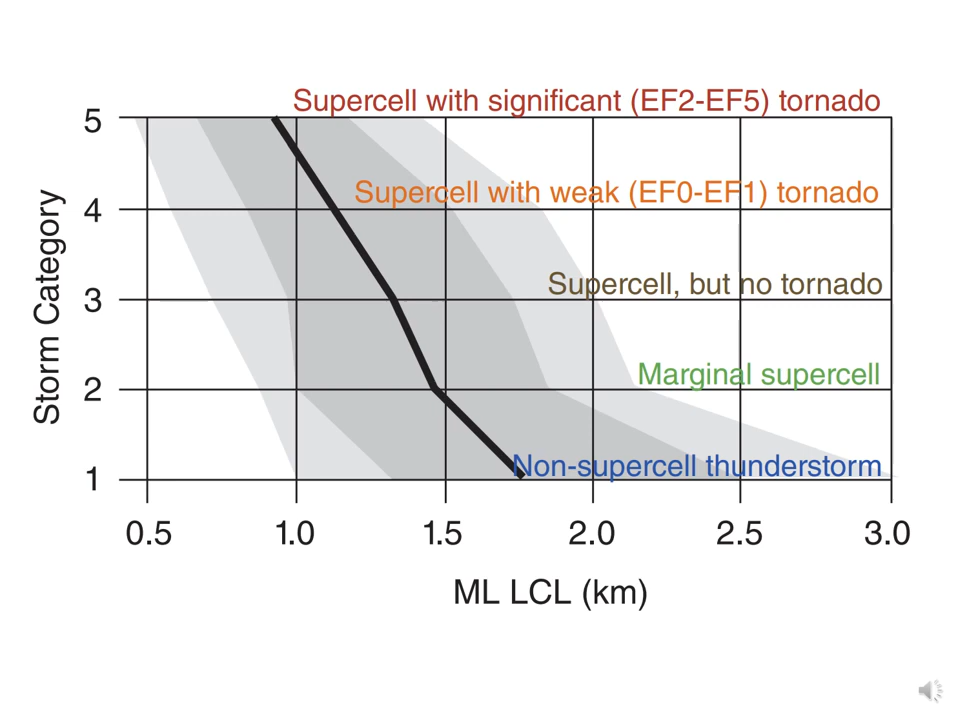 Supercell with significant (EF2-EF5) tornado
5
Supercell with weak (EF0-EF1) tornado
4
Supercell, but no tornado
3
Marginal supercell
2
Non-supercell thunderstorm
1
Storm Category
0.5 1.0 1.5 2.0 2.5 3.0
ML LCL (km)